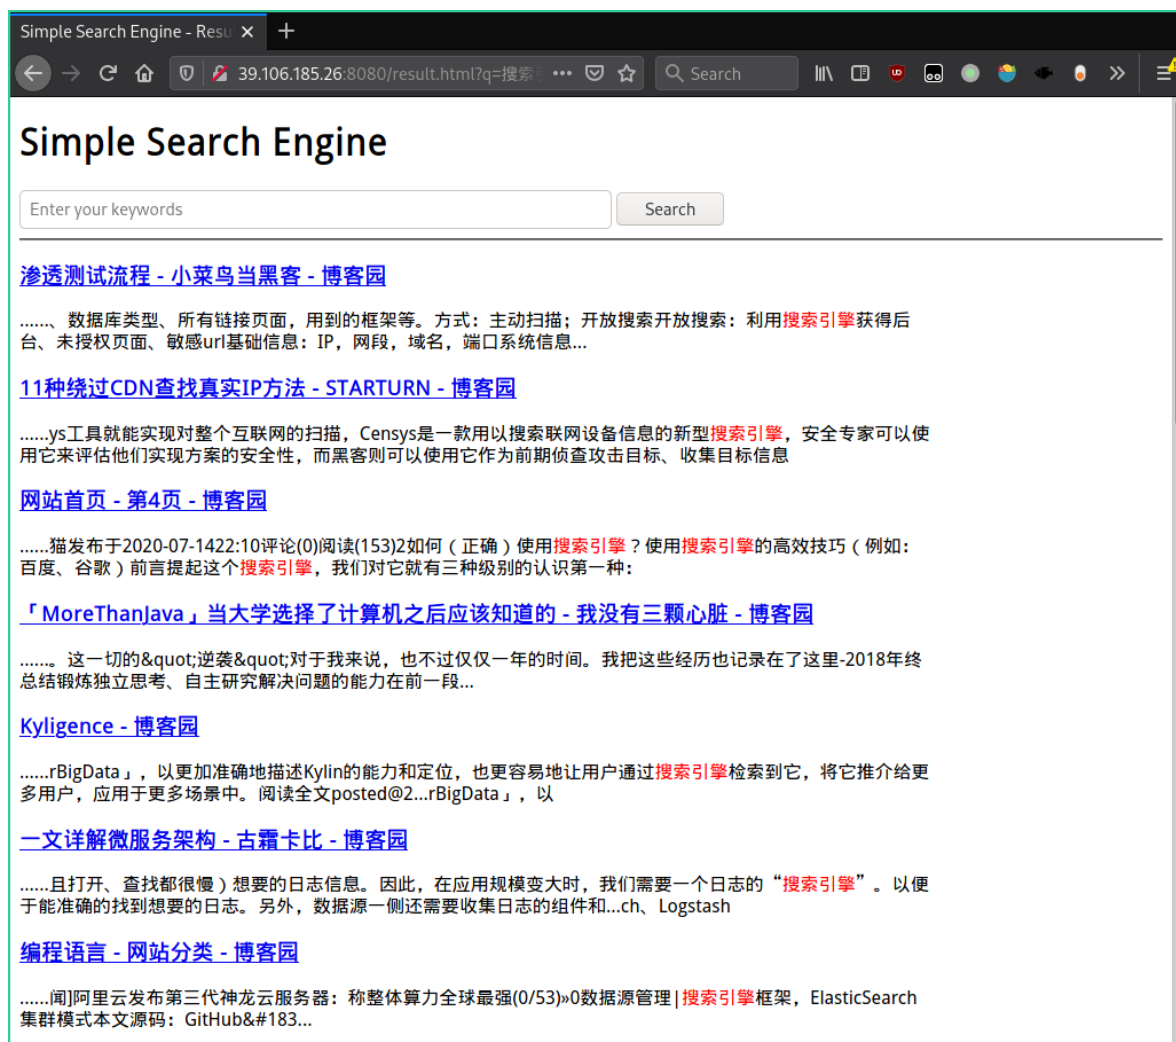 Simple Search Engine - Resu
39.106.185.26:8080/result.html?q=搜索
Search
Simple Search Engine
Enter your keywords
Search
渗透测试流程 - 小菜鸟当黑客 - 博客园
......、数据库类型、所有链接页面，用到的框架等。方式：主动扫描；开放搜索开放搜索：利用搜索引擎获得后
台、未授权页面、敏感url基础信息：IP，网段，域名，端口系统信息...
11种绕过CDN查找真实IP方法 - STARTURN - 博客园
......ys工具就能实现对整个互联网的扫描，Censys是一款用以搜索联网设备信息的新型搜索引擎，安全专家可以使
用它来评估他们实现方案的安全性，而黑客则可以使用它作为前期侦查攻击目标、收集目标信息
网站首页 - 第4页 - 博客园
......猫发布于2020-07-1422:10评论(0)阅读(153)2如何（正确）使用搜索引擎？使用搜索引擎的高效技巧（例如：
百度、谷歌）前言提起这个搜索引擎，我们对它就有三种级别的认识第一种：
「MoreThanJava」当大学选择了计算机之后应该知道的 - 我没有三颗心脏 - 博客园
......。这一切的&quot;逆袭&quot;对于我来说，也不过仅仅一年的时间。我把这些经历也记录在了这里-2018年终
总结锻炼独立思考、自主研究解决问题的能力在前一段...
Kyligence - 博客园
......rBigData」，以更加准确地描述Kylin的能力和定位，也更容易地让用户通过搜索引擎检索到它，将它推介给更
多用户，应用于更多场景中。阅读全文posted@2...rBigData」，以
一文详解微服务架构 - 古霜卡比 - 博客园
......且打开、查找都很慢）想要的日志信息。因此，在应用规模变大时，我们需要一个日志的“搜索引擎”。以便
于能准确的找到想要的日志。另外，数据源一侧还需要收集日志的组件和...ch、Logstash
编程语言 - 网站分类 - 博客园
......闻]阿里云发布第三代神龙云服务器：称整体算力全球最强(0/53)»0数据源管理|搜索引擎框架，ElasticSearch
集群模式本文源码：GitHub&#183...